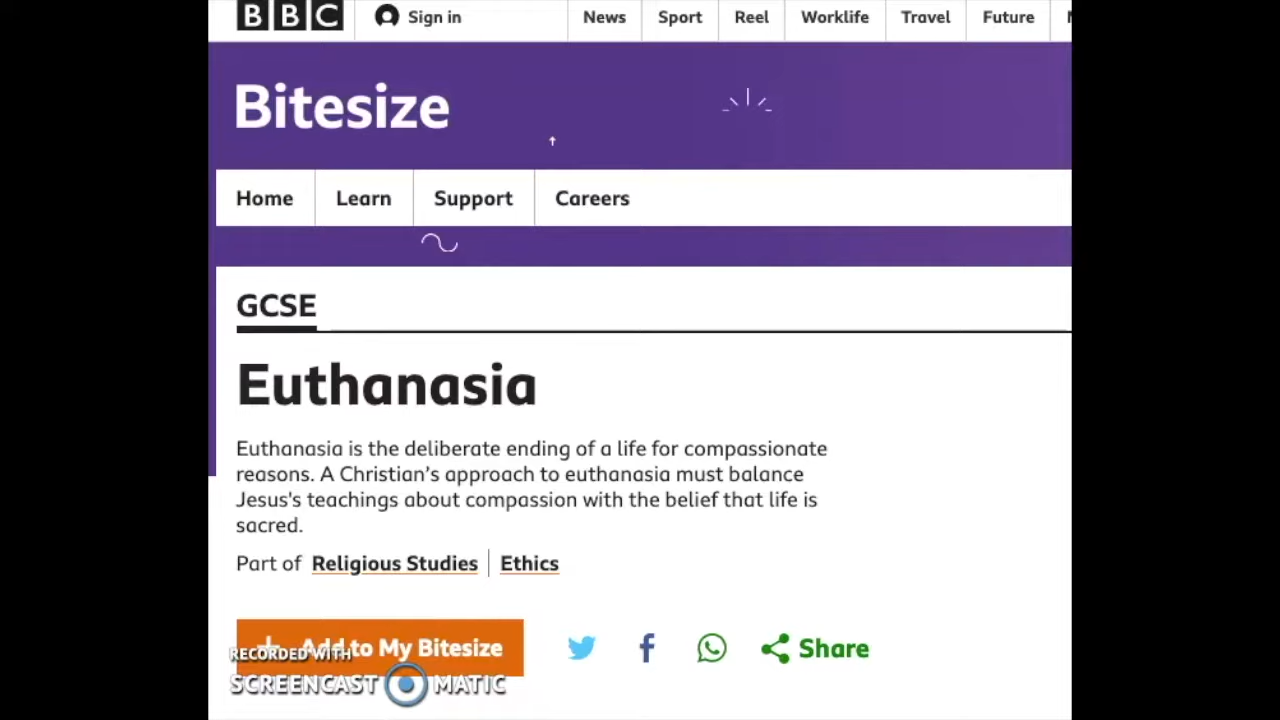 BBC Sign in News Sport Reel Worklife Travel Future
Bitesize
Home Learn Support Careers
GCSE
Euthanasia
Euthanasia is the deliberate ending of a life for compassionate
reasons. A Christian’s approach to euthanasia must balance
Jesus's teachings about compassion with the belief that life is
sacred.
Part of Religious Studies Ethics
+ Add to My Bitesize Share
RECORDED WITH
SCREENCAST MATIC